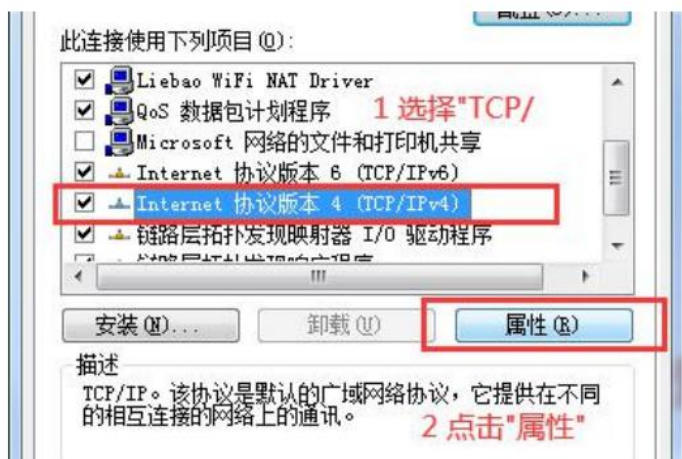 此连接使用下列项目(O):
Liebao WiFi NAT Driver
QoS 数据包计划程序
1 选择"TCP/
Microsoft 网络的文件和打印机共享
Internet 协议版本 6 (TCP/IPv6)
Internet 协议版本 4 (TCP/IPv4)
链路层拓扑发现映射器 I/O 驱动程序
安装(N)...
卸载(U)
属性(R)
描述
TCP/IP。该协议是默认的广域网络协议，它提供在不同
的相互连接的网络上的通讯。
2 点击"属性"